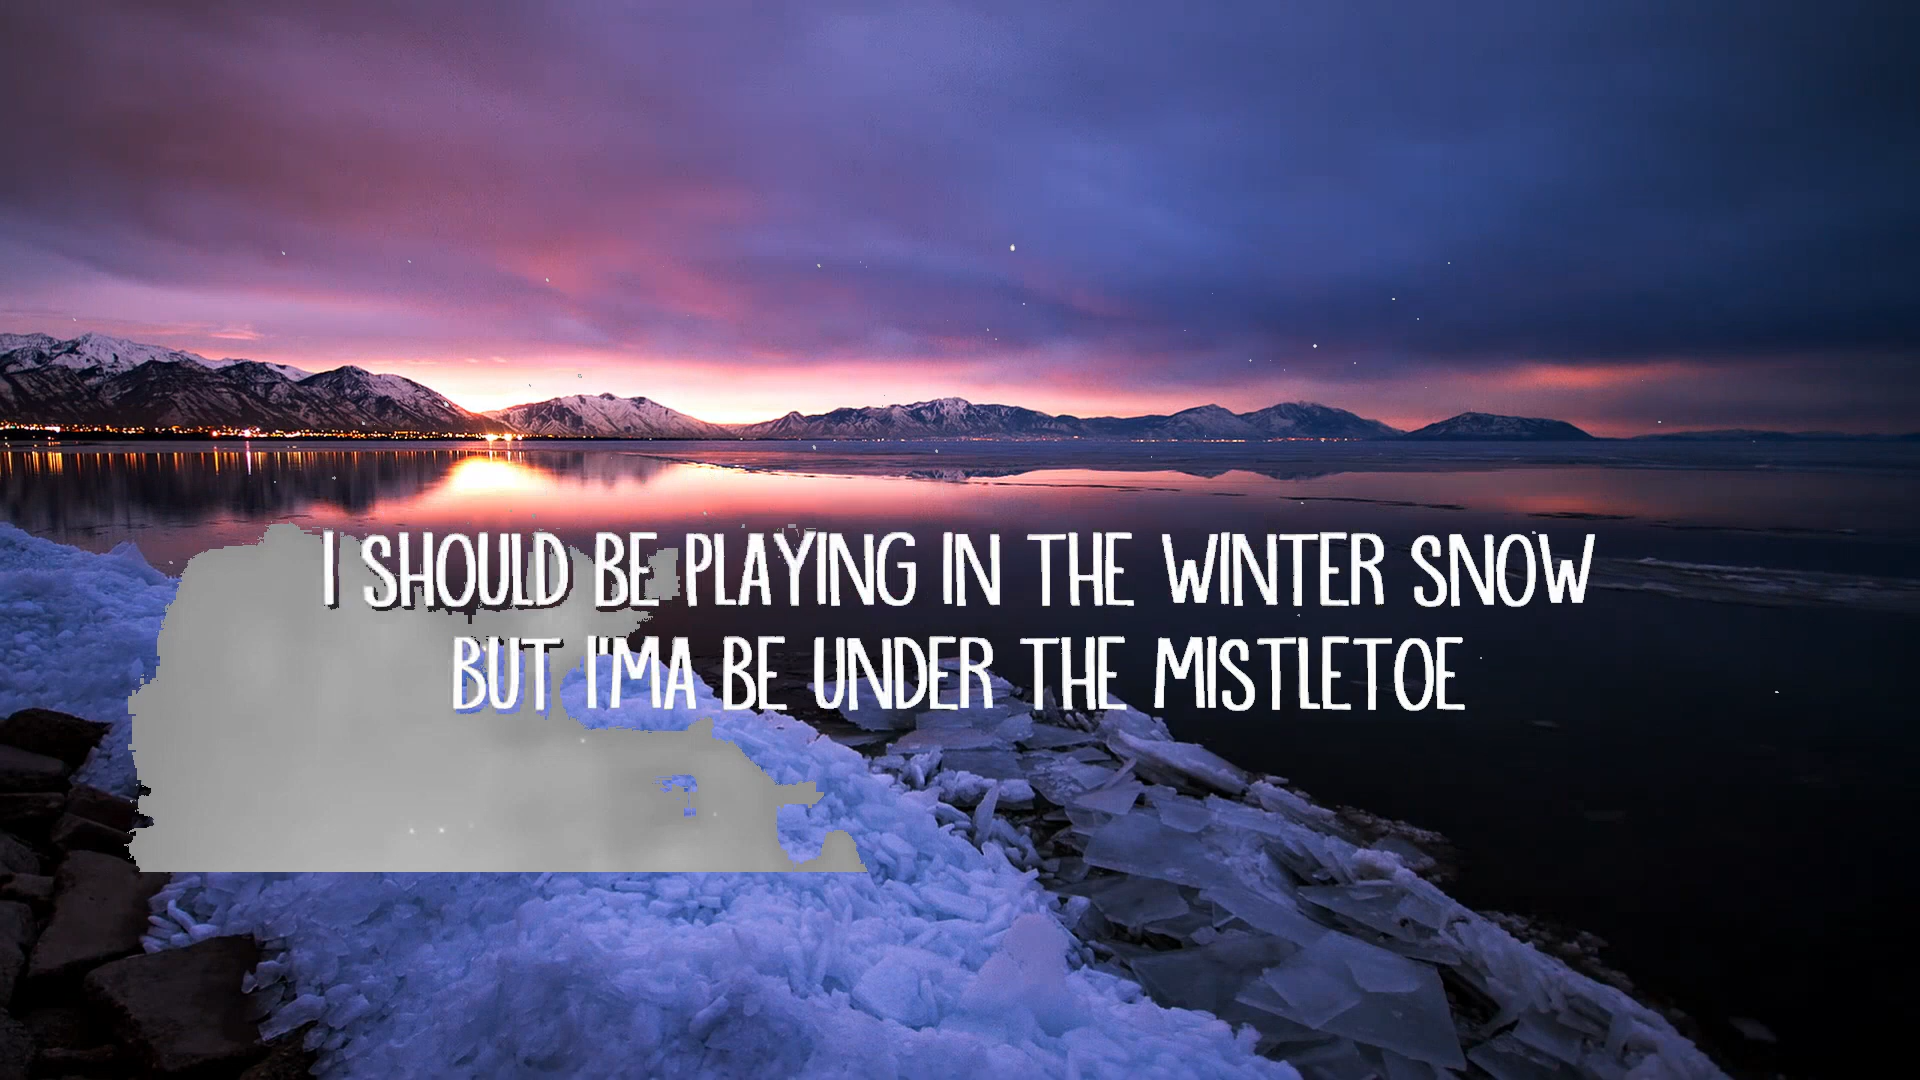 I SHOULD BE PLAYING IN THE WINTER SNOW
BUT I'MA BE UNDER THE MISTLETOE